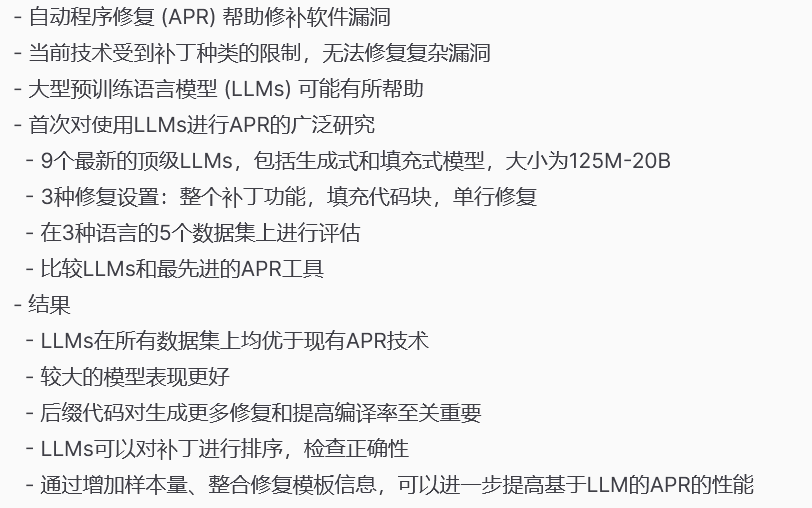 - 自动程序修复 (APR) 帮助修补软件漏洞
- 当前技术受到补丁种类的限制，无法修复复杂漏洞
- 大型预训练语言模型 (LLMs) 可能有所帮助
- 首次对使用LLMs进行APR的广泛研究
- 9个最新的顶级LLMs，包括生成式和填充式模型，大小为125M-20B
- 3种修复设置：整个补丁功能，填充代码块，单行修复
- 在3种语言的5个数据集上进行评估
- 比较LLMs和最先进的APR工具
- 结果
- LLMs在所有数据集上均优于现有APR技术
- 较大的模型表现更好
- 后缀代码对生成更多修复和提高编译率至关重要
- LLMs可以对补丁进行排序，检查正确性
- 通过增加样本量、整合修复模板信息，可以进一步提高基于LLM的APR的性能